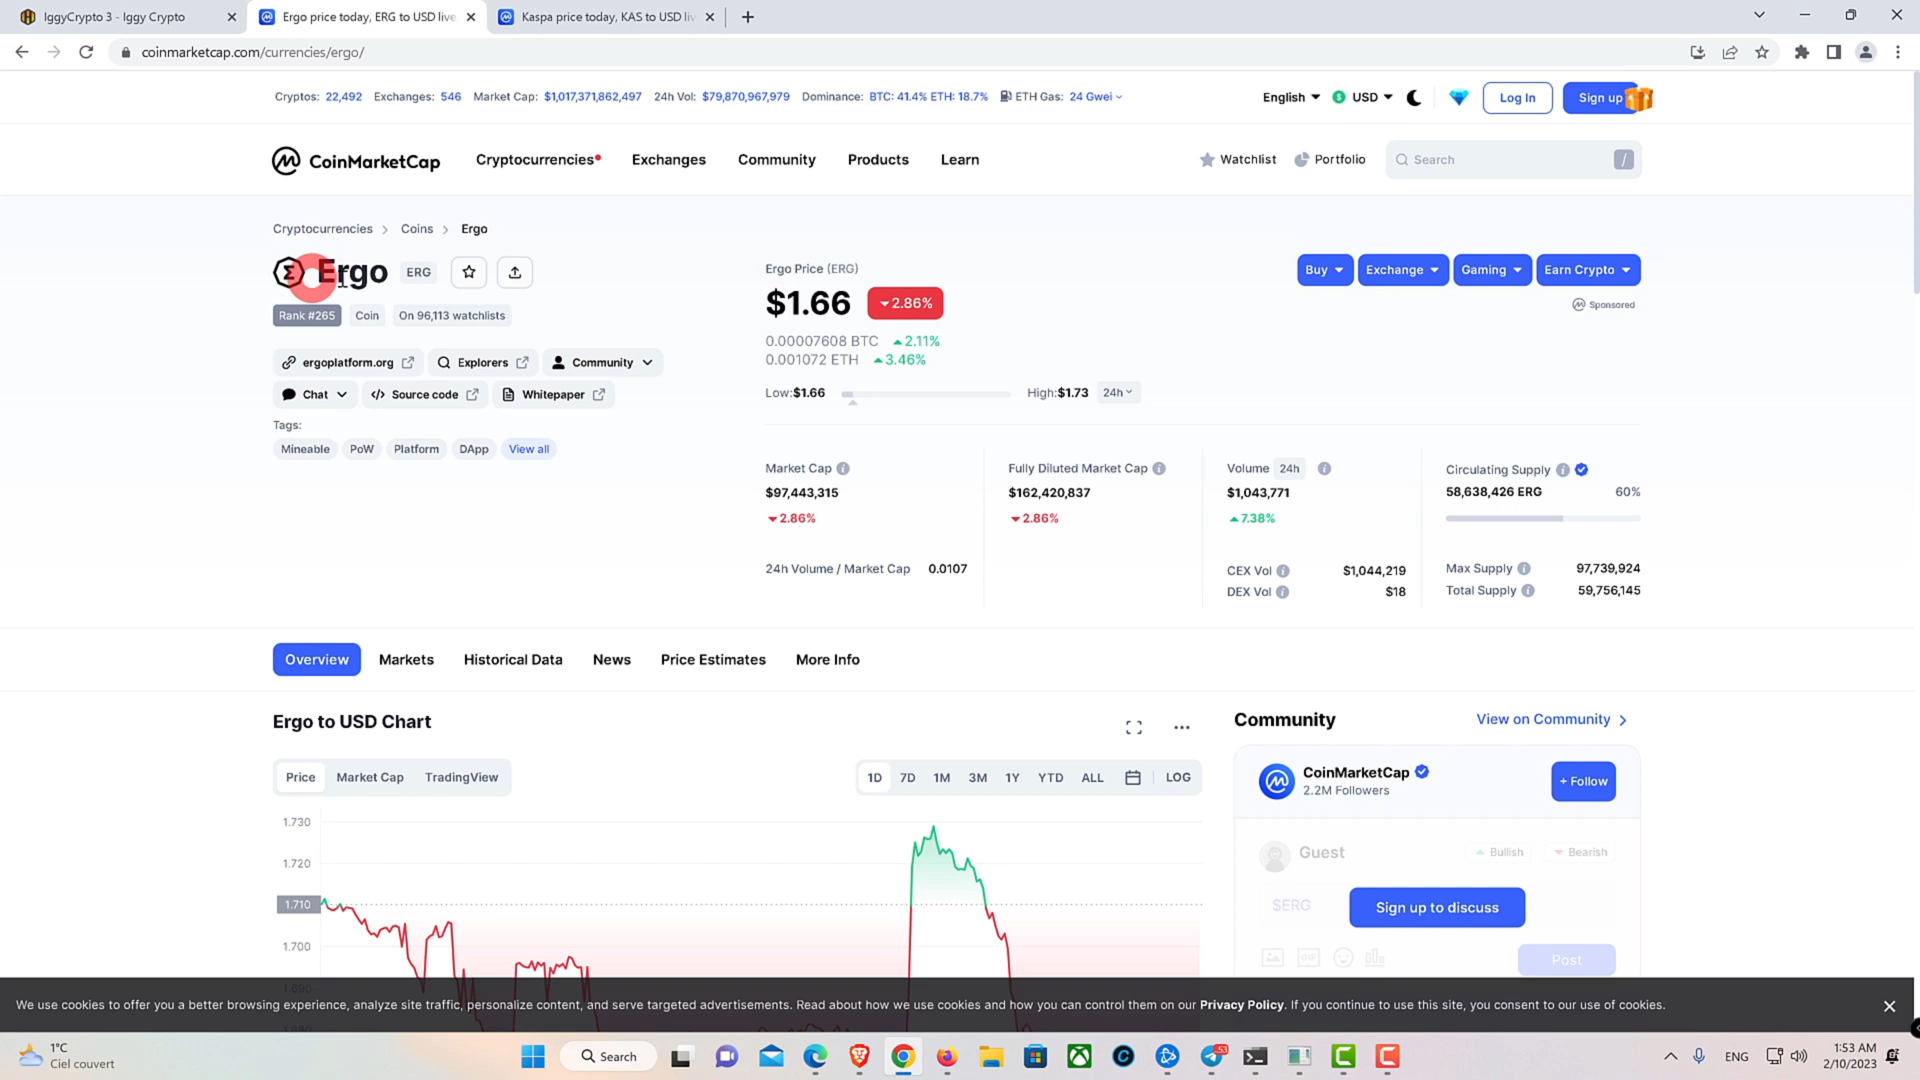 IggyCrypto 3 - Iggy Crypto
Ergo price today, ERG to USD live
Kaspa price today, KAS to USD liv
coinmarketcap.com/currencies/ergo/
Cryptos: 22,492 Exchanges: 546 Market Cap: $1,017,371,862,497 24h Vol: $79,870,967,979 Dominance: BTC: 41.4% ETH: 18.7% ETH Gas: 24 Gwei
English USD Log In Sign up
CoinMarketCap Cryptocurrencies Exchanges Community Products Learn
Watchlist Portfolio Search /
Cryptocurrencies > Coins > Ergo
Ergo ERG
Rank #265 Coin On 96,113 watchlists
ergoplatform.org Explorers Community
Chat Source code Whitepaper
Tags:
Mineable PoW Platform DApp View all
Ergo Price (ERG)
$1.66 2.86%
0.00007608 BTC 2.11%
0.001072 ETH 3.46%
Low:$1.66 High:$1.73 24h
Buy Exchange Gaming Earn Crypto
Sponsored
Market Cap
$97,443,315
2.86%
24h Volume / Market Cap 0.0107
Fully Diluted Market Cap
$162,420,837
2.86%
Volume 24h
$1,043,771
7.38%
CEX Vol $1,044,219
DEX Vol $18
Circulating Supply
58,638,426 ERG 60%
Max Supply 97,739,924
Total Supply 59,756,145
Overview Markets Historical Data News Price Estimates More Info
Ergo to USD Chart
Price Market Cap TradingView
1D 7D 1M 3M 1Y YTD ALL LOG
1.730
1.720
1.710
1.700
1.690
1.680
Community View on Community >
CoinMarketCap
2.2M Followers
+ Follow
Guest Bullish Bearish
$ERG
Sign up to discuss
GIF
Post
We use cookies to offer you a better browsing experience, analyze site traffic, personalize content, and serve targeted advertisements. Read about how we use cookies and how you can control them on our Privacy Policy. If you continue to use this site, you consent to our use of cookies.
1°C
Ciel couvert
Search
53
ENG
1:53 AM
2/10/2023